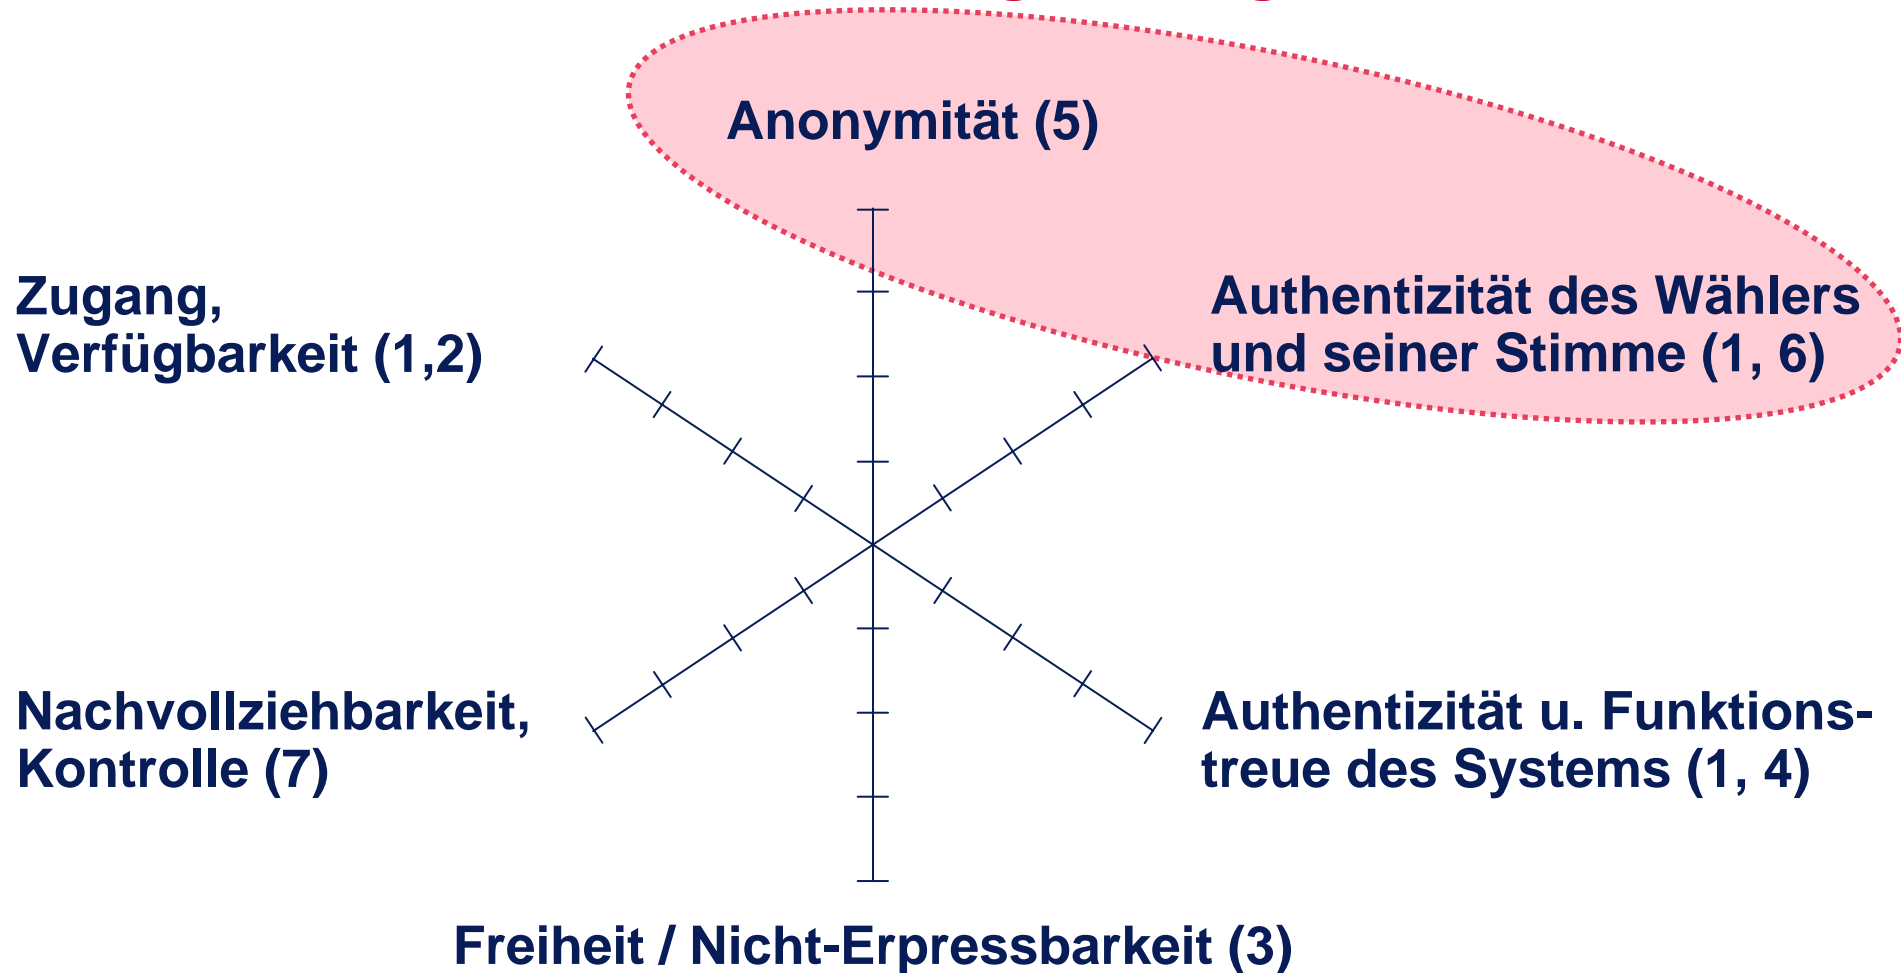 Anonymität (5)
Zugang,
Verfügbarkeit (1,2)
Authentizität des Wählers
und seiner Stimme (1, 6)
Nachvollziehbarkeit,
Kontrolle (7)
Authentizität u. Funktions-
treue des Systems (1, 4)
Freiheit / Nicht-Erpressbarkeit (3)